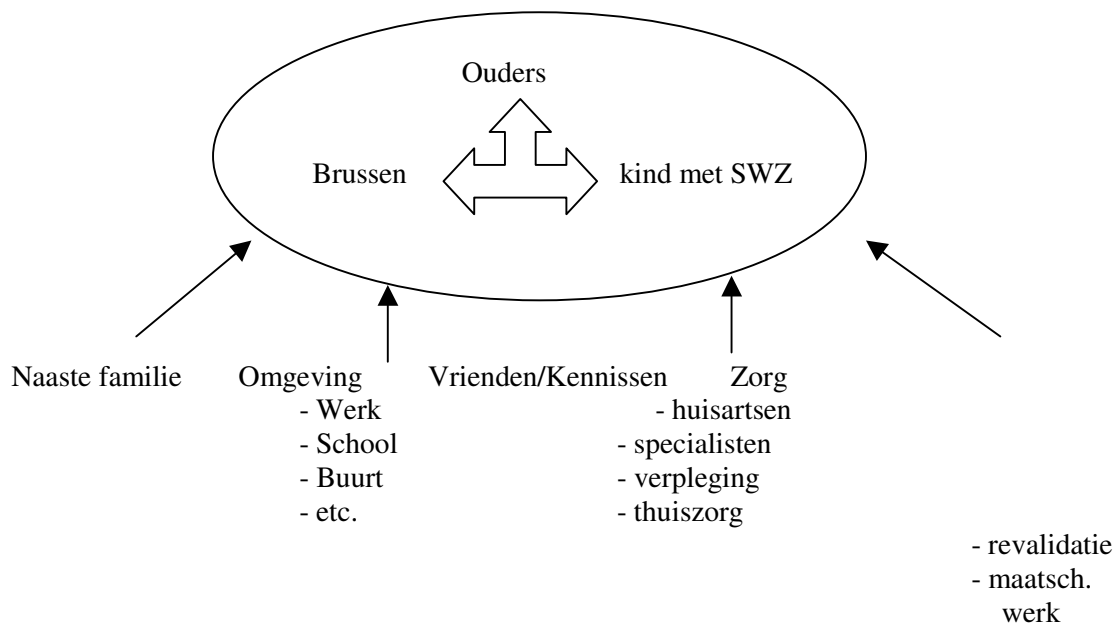 Ouders
Brussen kind met SWZ
Naaste familie Omgeving Vrienden/Kennissen Zorg
- Werk - huisartsen
- School - specialisten
- Buurt - verpleging
- etc. - thuiszorg
- revalidatie
- maatsch.
werk